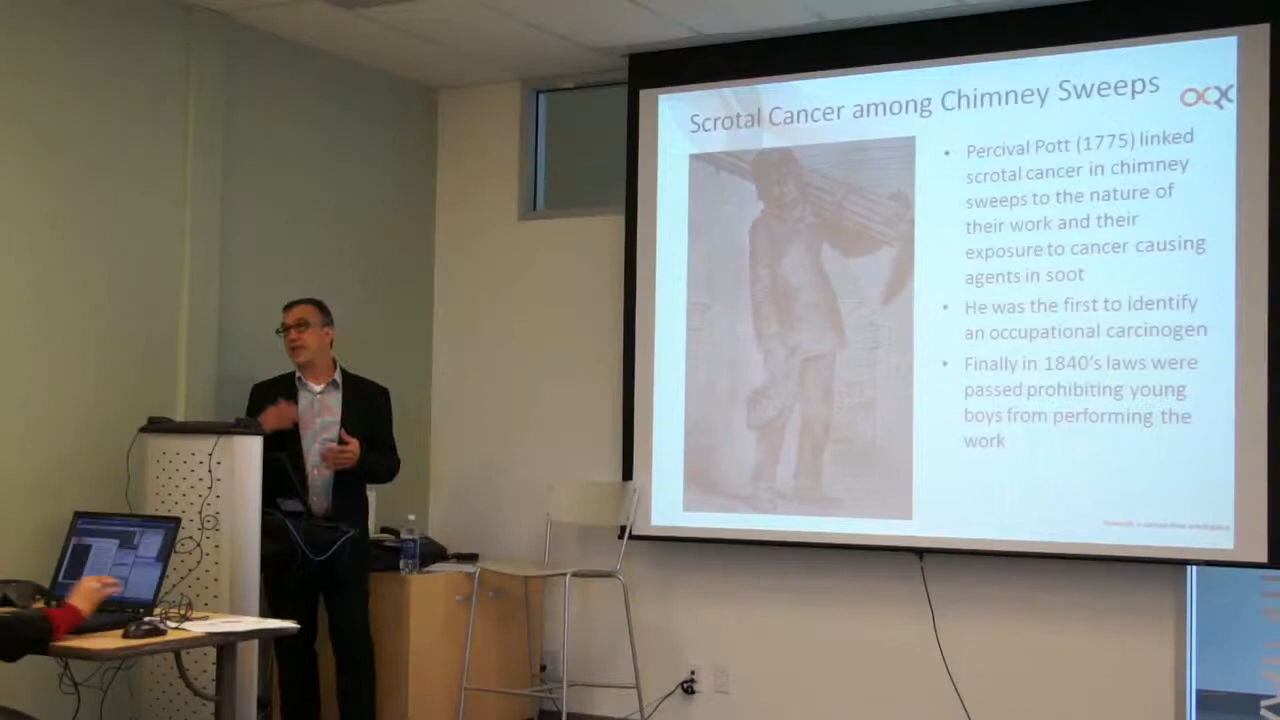 Scrotal Cancer among Chimney Sweeps
OCRC
• Percival Pott (1775) linked
scrotal cancer in chimney
sweeps to the nature of
their work and their
exposure to cancer causing
agents in soot
• He was the first to identify
an occupational carcinogen
• Finally in 1840's laws were
passed prohibiting young
boys from performing the
work